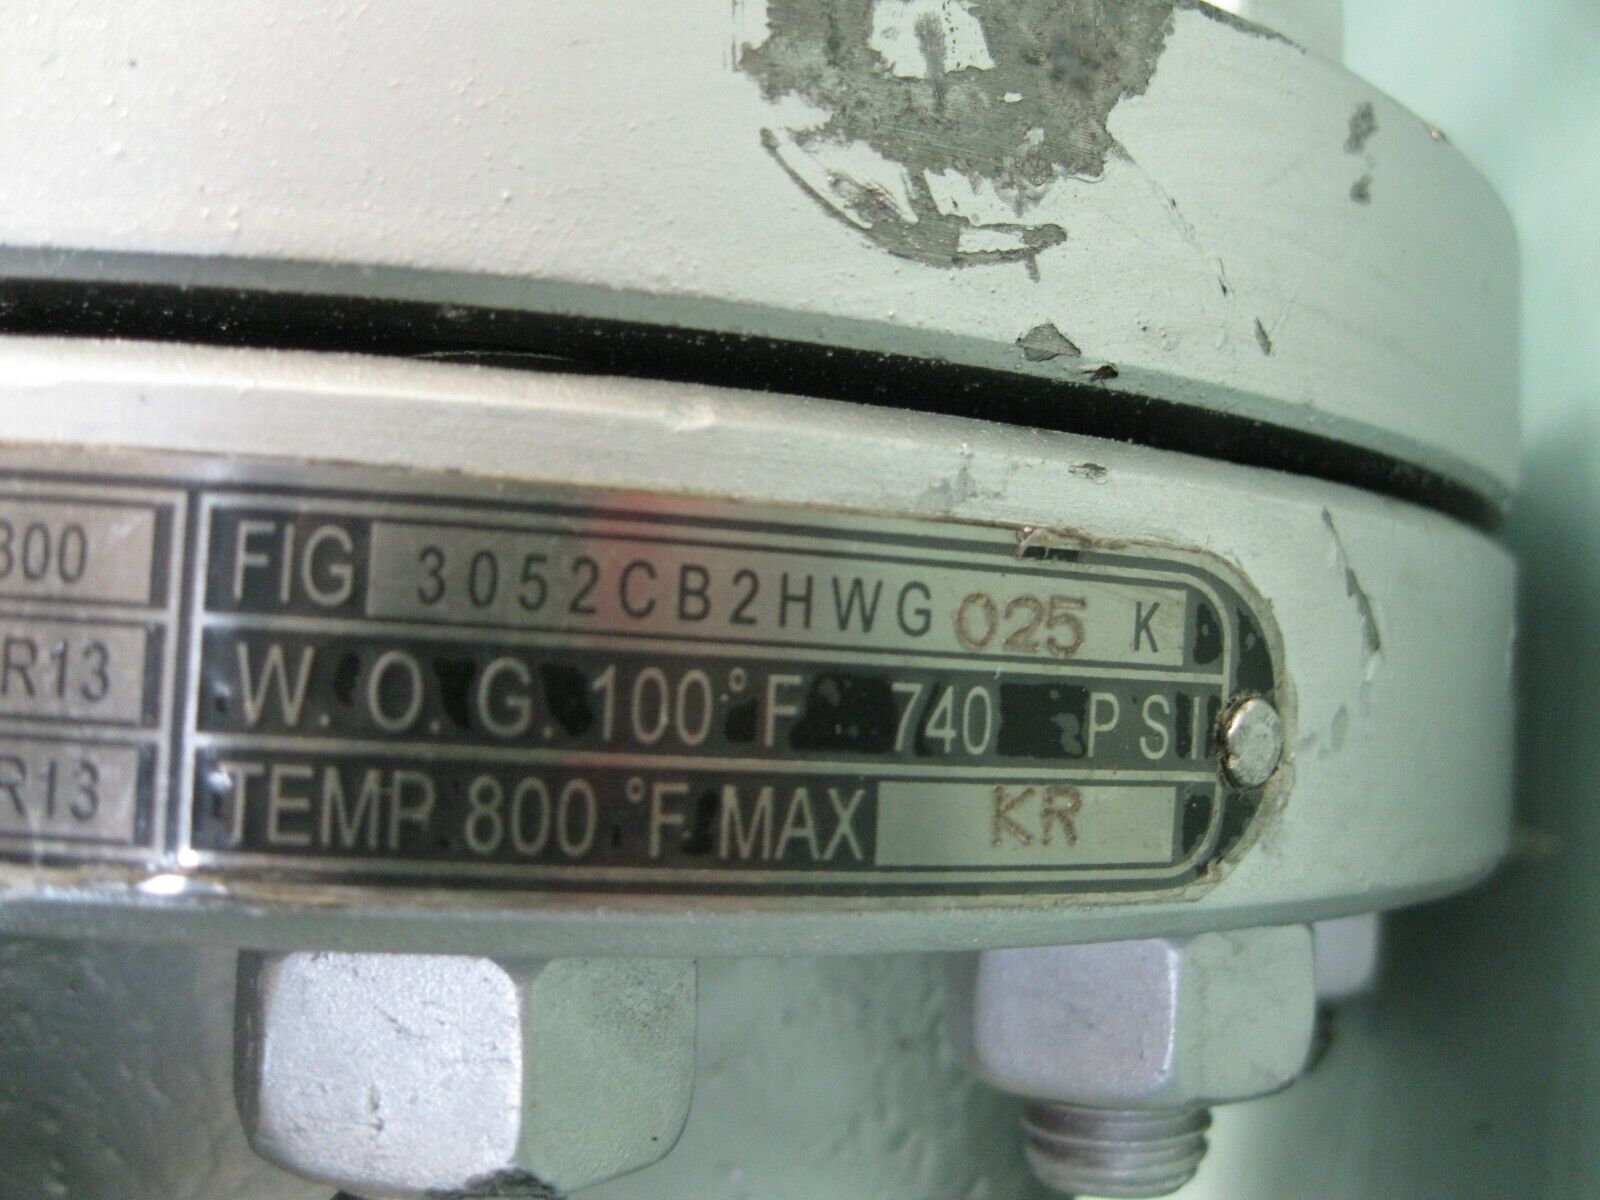 300
R13
R13
FIG 3052CB2HWG 025 K
W.O.G. 100°F 740 PSI
TEMP. 800 °F MAX KR